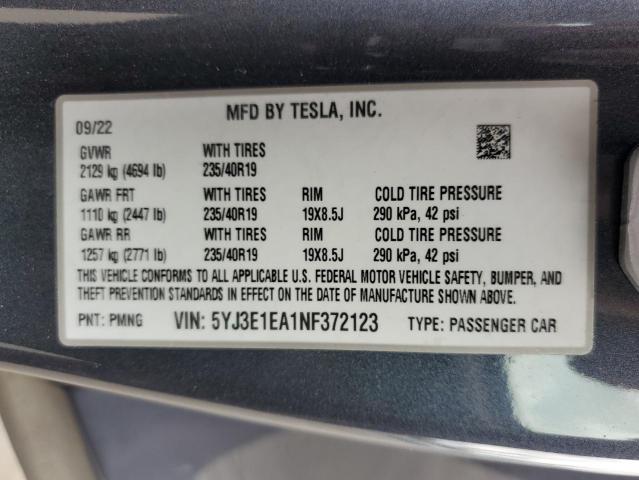 MFD BY TESLA, INC.
09/22
GVWR WITH TIRES
2129 kg (4694 lb) 235/40R19
GAWR FRT WITH TIRES RIM COLD TIRE PRESSURE
1110 kg (2447 lb) 235/40R19 19X8.5J 290 kPa, 42 psi
GAWR RR WITH TIRES RIM COLD TIRE PRESSURE
1257 kg (2771 lb) 235/40R19 19X8.5J 290 kPa, 42 psi
THIS VEHICLE CONFORMS TO ALL APPLICABLE U.S. FEDERAL MOTOR VEHICLE SAFETY, BUMPER, AND
THEFT PREVENTION STANDARDS IN EFFECT ON THE DATE OF MANUFACTURE SHOWN ABOVE.
PNT: PMNG VIN: 5YJ3E1EA1NF372123 TYPE: PASSENGER CAR